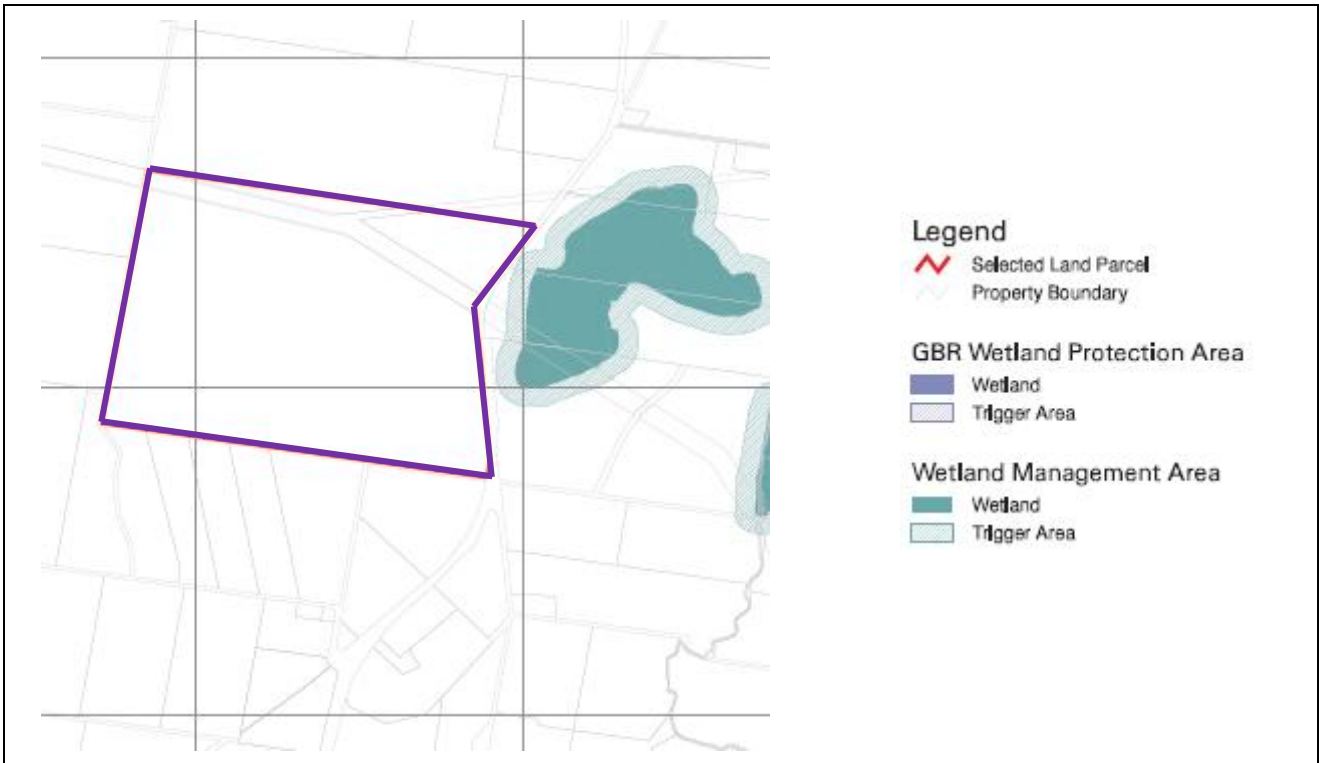 Legend
Selected Land Parcel
Property Boundary
GBR Wetland Protection Area
Wetland
Trigger Area
Wetland Management Area
Wetland
Trigger Area